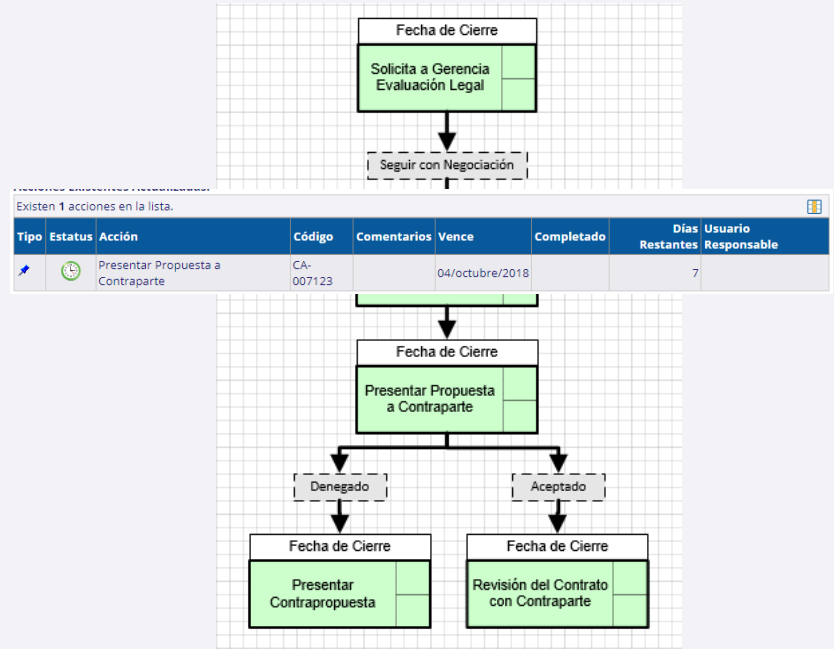 Fecha de Cierre
Solicita a Gerencia
Evaluación Legal
Seguir con Negociación
Acciones Existentes Actualizadas:
Existen 1 acciones en la lista.
Tipo Estatus Acción Código Comentarios Vence Completado Días Restantes Usuario Responsable
Presentar Propuesta a Contraparte CA-007123 04/octubre/2018 7
Fecha de Cierre
Presentar Propuesta
a Contraparte
Denegado Aceptado
Fecha de Cierre Fecha de Cierre
Presentar
Contrapropuesta
Revisión del Contrato
con Contraparte